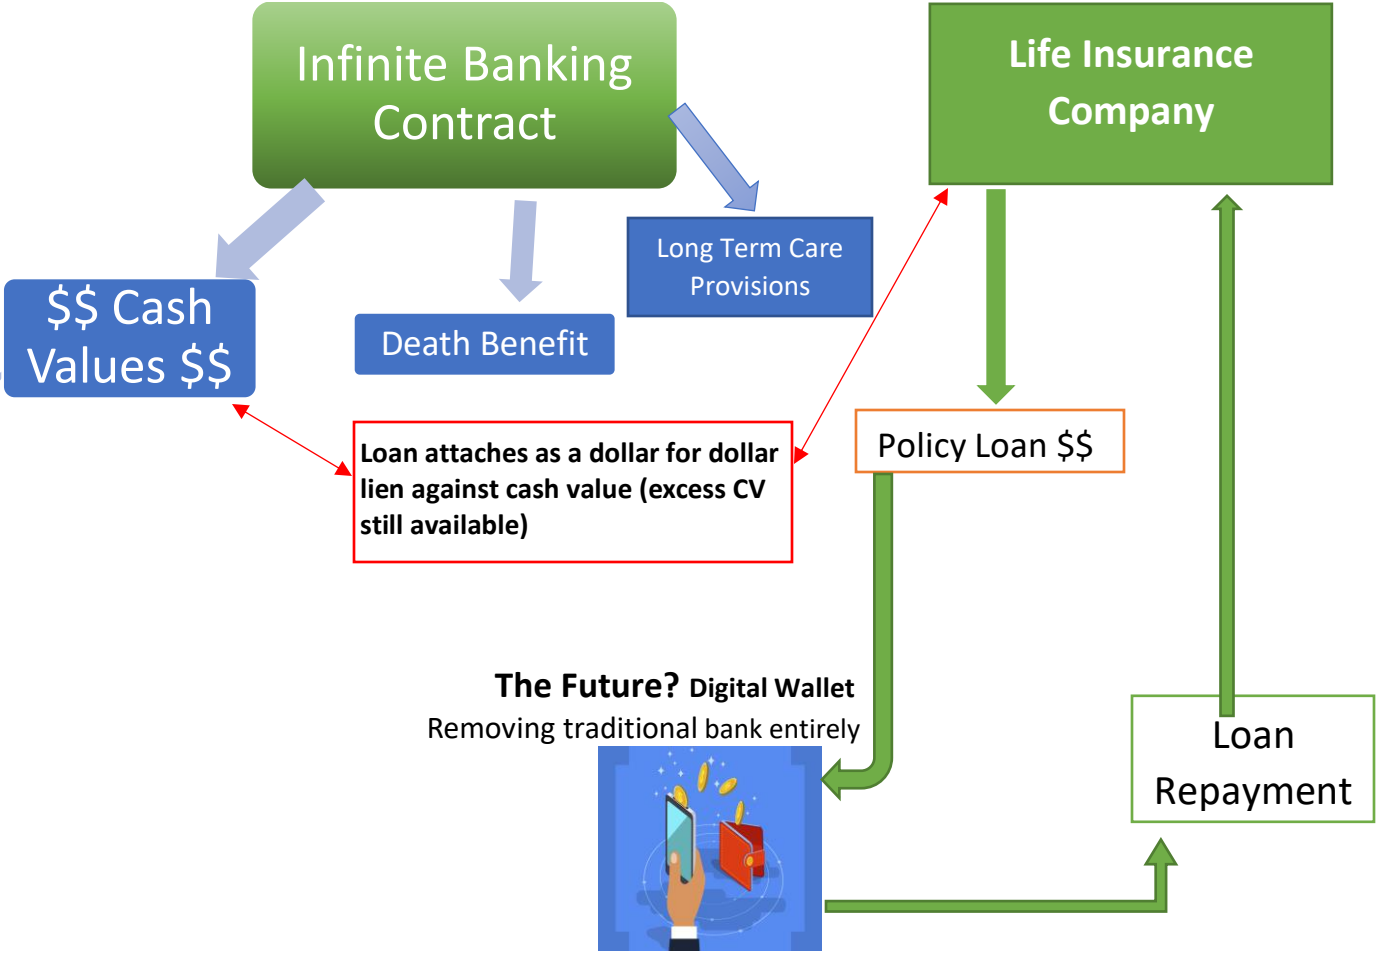 Infinite Banking
Contract
Life Insurance
Company
Long Term Care
Provisions
$$ Cash
Values $$
Death Benefit
Loan attaches as a dollar for dollar
lien against cash value (excess CV
still available)
Policy Loan $$
The Future? Digital Wallet
Removing traditional bank entirely
Loan
Repayment